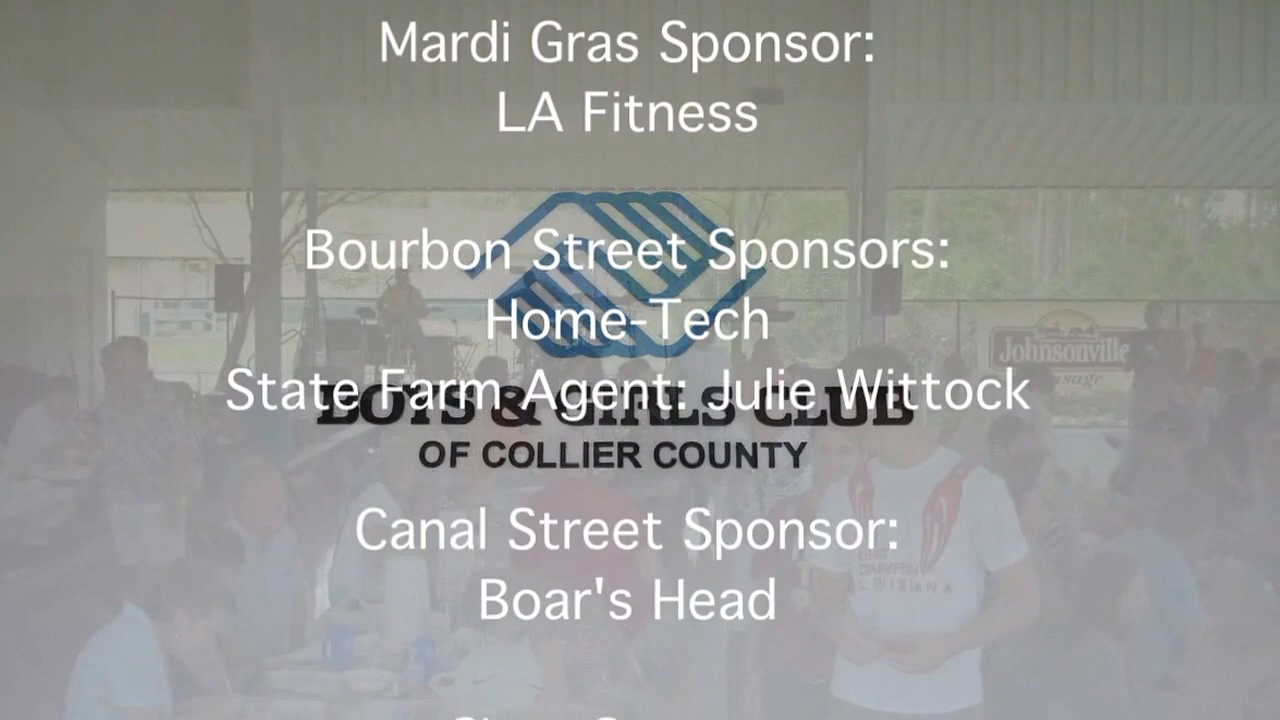 Mardi Gras Sponsor:
LA Fitness
Bourbon Street Sponsors:
Home-Tech
Johnsonville
State Farm Agent: Julie Wittock
BOYS & GIRLS CLUB
OF COLLIER COUNTY
Canal Street Sponsor:
Boar's Head